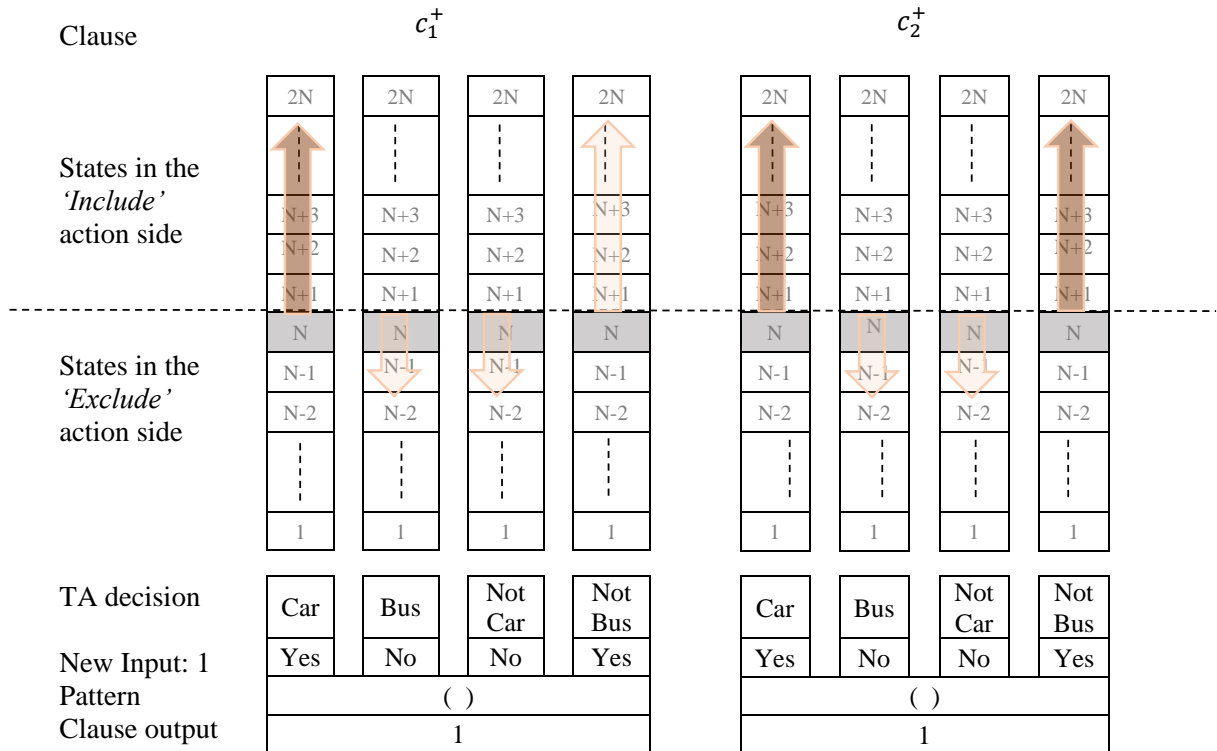 Clause c₁⁺ c₂⁺
2N 2N 2N 2N 2N 2N 2N 2N
States in the
‘Include’
action side
N+3 N+3 N+3 N+3 N+3 N+3 N+3 N+3
N+2 N+2 N+2 N+2 N+2 N+2 N+2 N+2
N+1 N+1 N+1 N+1 N+1 N+1 N+1 N+1
N N N N N N N N
States in the
‘Exclude’
action side
N-1 N-1 N-1 N-1 N-1 N-1 N-1 N-1
N-2 N-2 N-2 N-2 N-2 N-2 N-2 N-2
1 1 1 1 1 1 1 1
TA decision Car Bus Not Car Not Bus Car Bus Not Car Not Bus
New Input: 1 Yes No No Yes Yes No No Yes
Pattern ( ) ( )
Clause output 1 1